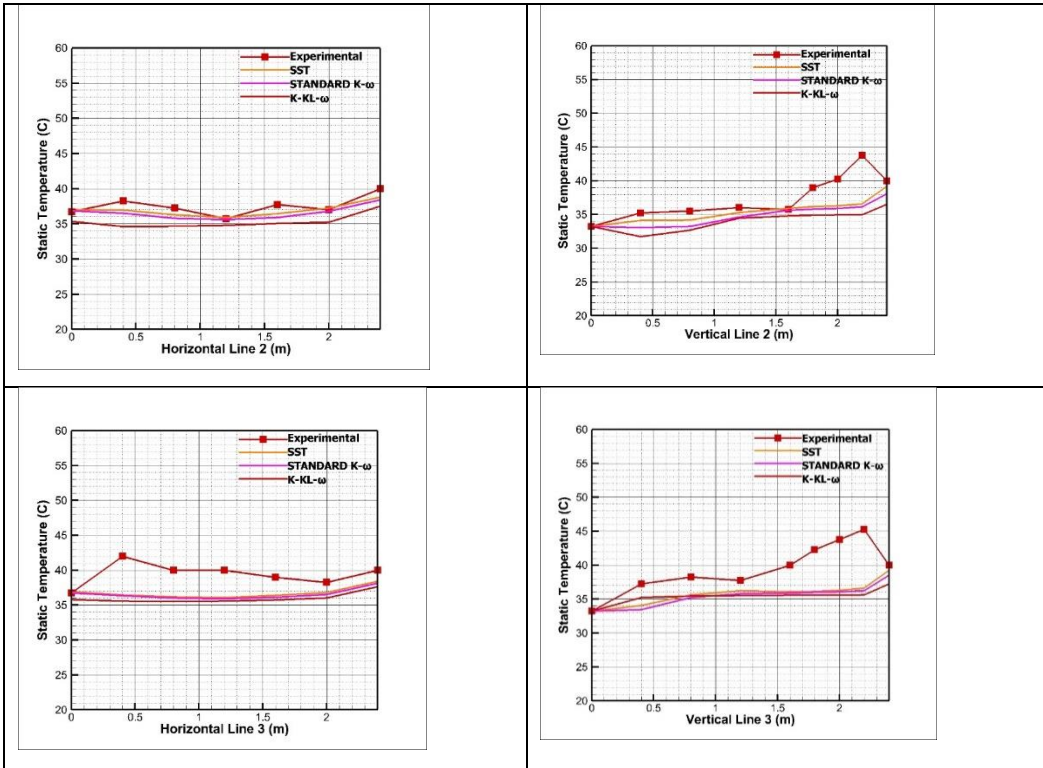 60
55
50
45
40
35
30
25
20
Static Temperature (C)
Experimental
SST
STANDARD K-ω
K-KL-ω
0
0.5
1
1.5
2
Horizontal Line 2 (m)
60
55
50
45
40
35
30
25
20
Static Temperature (C)
Experimental
SST
STANDARD K-ω
K-KL-ω
0
0.5
1
1.5
2
Vertical Line 2 (m)
60
55
50
45
40
35
30
25
20
Static Temperature (C)
Experimental
SST
STANDARD K-ω
K-KL-ω
0
0.5
1
1.5
2
Horizontal Line 3 (m)
60
55
50
45
40
35
30
25
20
Static Temperature (C)
Experimental
SST
STANDARD K-ω
K-KL-ω
0
0.5
1
1.5
2
Vertical Line 3 (m)